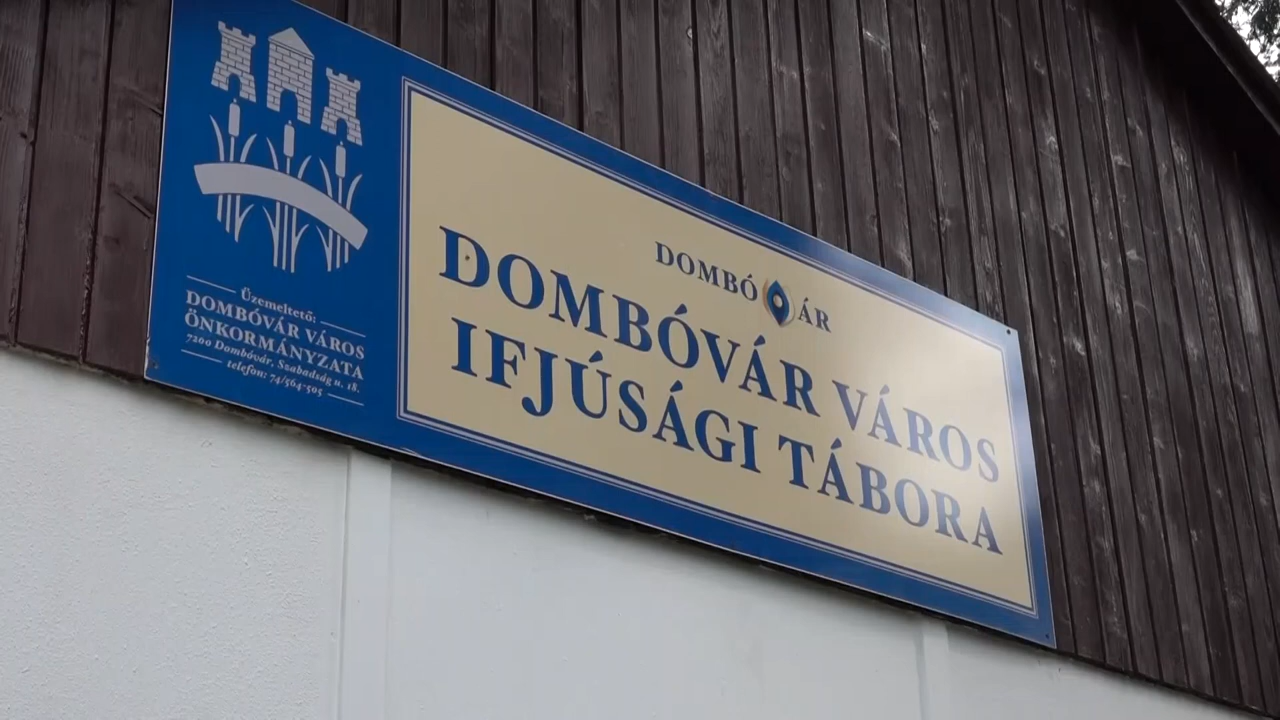 Üzemeltető:
DOMBÓVÁR VÁROS
ÖNKORMÁNYZATA
7200 Dombóvár, Szabadság u. 18.
telefon: 74/564-505
DOMBÓ ÁR
DOMBÓVÁR VÁROS
IFJÚSÁGI TÁBORA